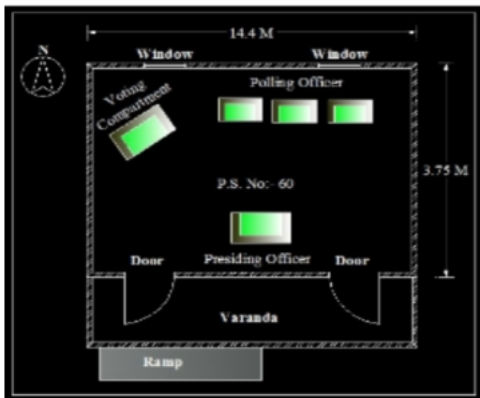 14.4 M
N
Window
Window
Voting
Compartment
Polling Officer
3.75 M
P.S. No:- 60
Presiding Officer
Door
Door
Varanda
Ramp